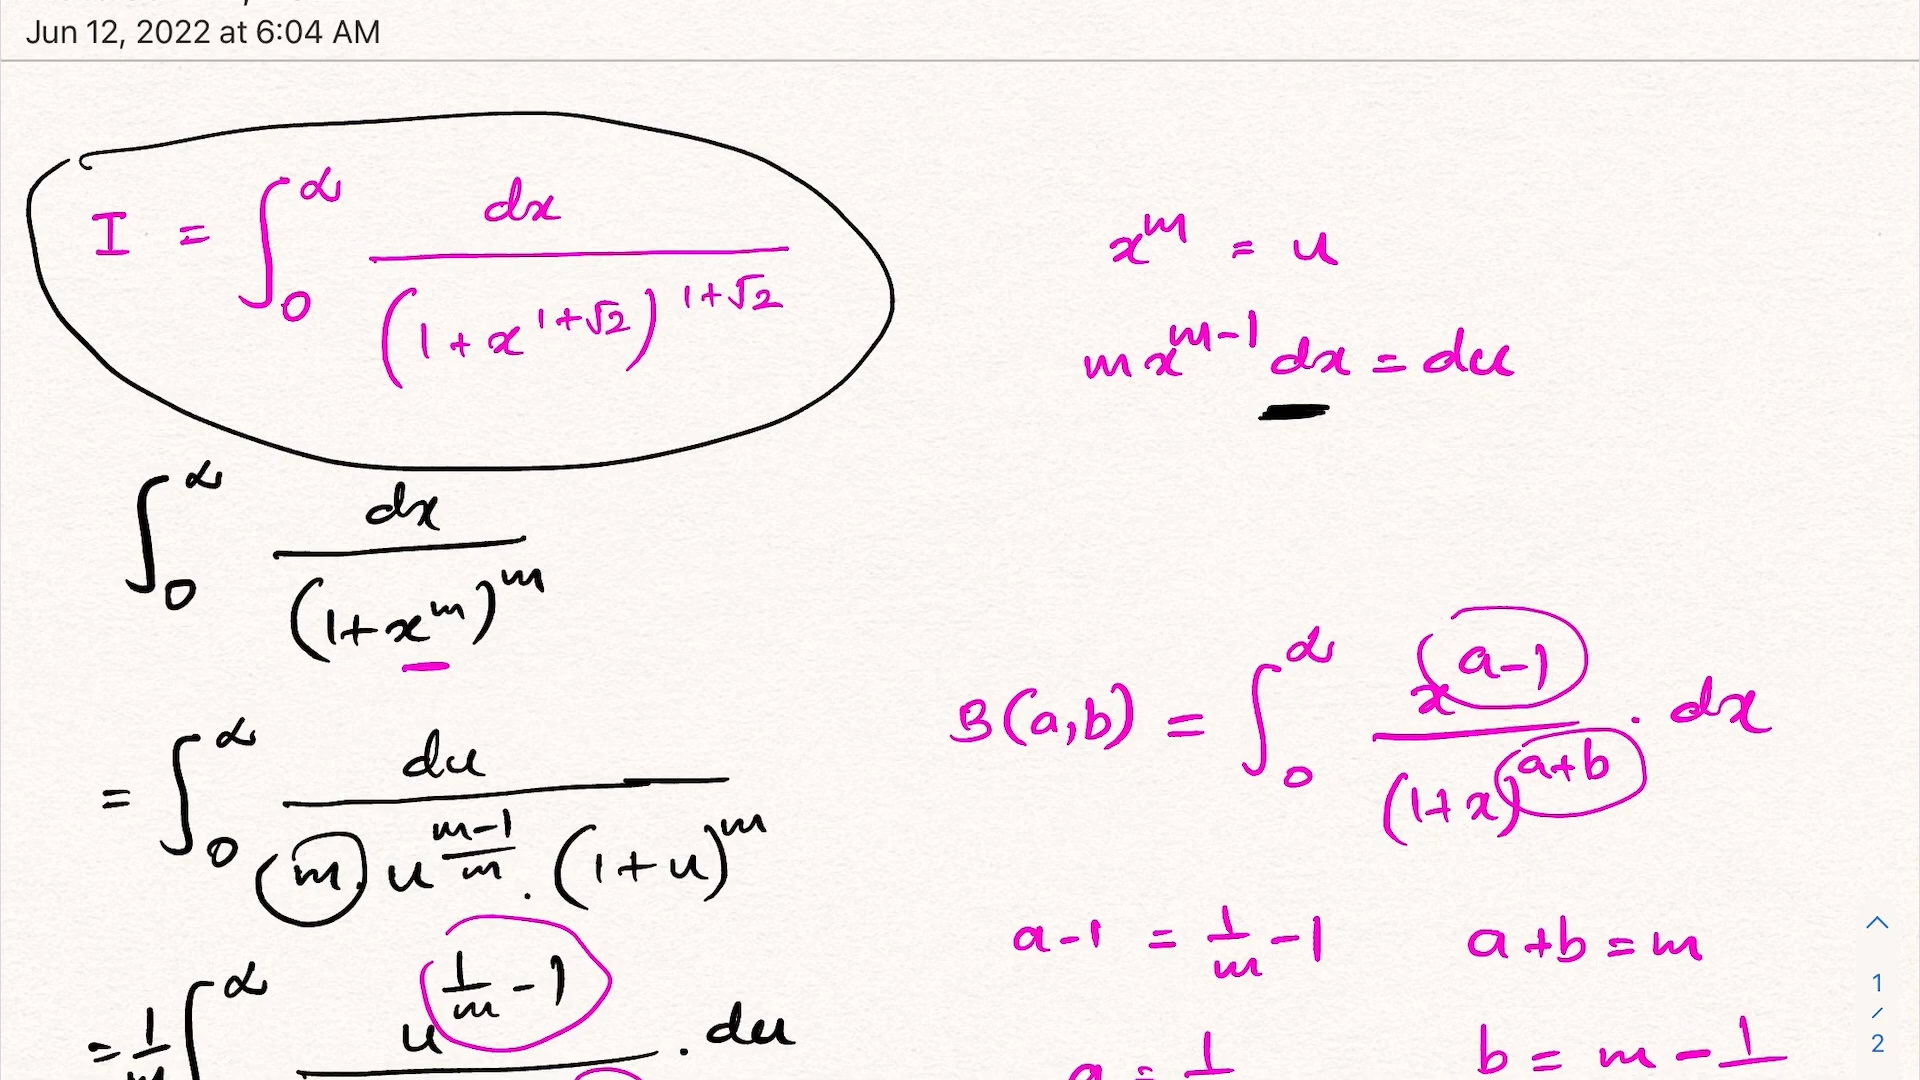 Jun 12, 2022 at 6:04 AM
I = ∫₀^∞ dx / (1 + x^(1+√2))^(1+√2)
x^m = u
m x^(m-1) dx = du
∫₀^∞ dx / (1 + x^m)^m
B(a,b) = ∫₀^∞ x^(a-1) / (1+x)^(a+b) . dx
= ∫₀^∞ du / m u^((m-1)/m) . (1+u)^m
a-1 = 1/m - 1
a+b = m
= 1/m ∫ ^∞ u^(1/m - 1) . du
a = 1
b = m - 1
1
/
2